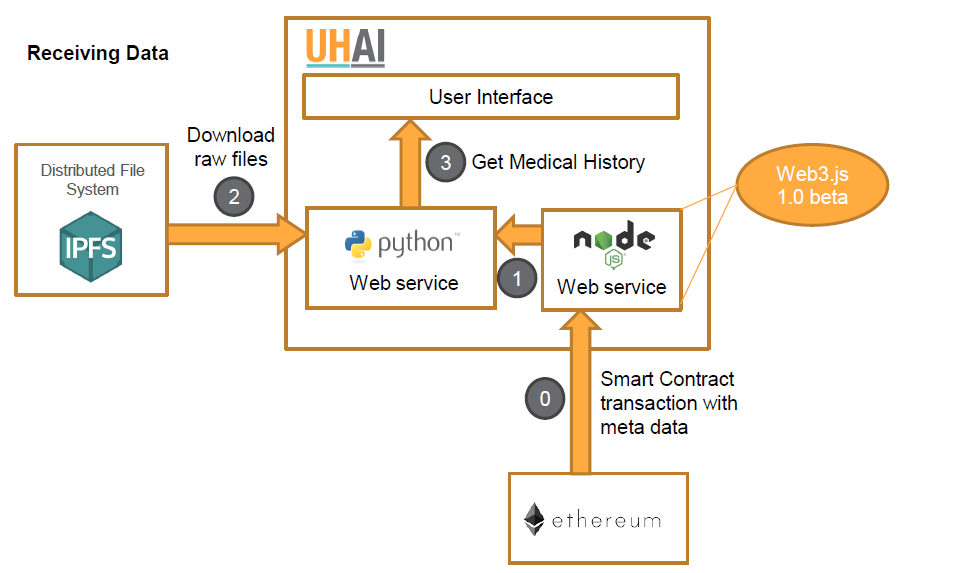 Receiving Data
UHAI
User Interface
Download
raw files
2
3
Get Medical History
Distributed File
System
IPFS
Web3.js
1.0 beta
python™
Web service
1
node
JS
Web service
0
Smart Contract
transaction with
meta data
ethereum